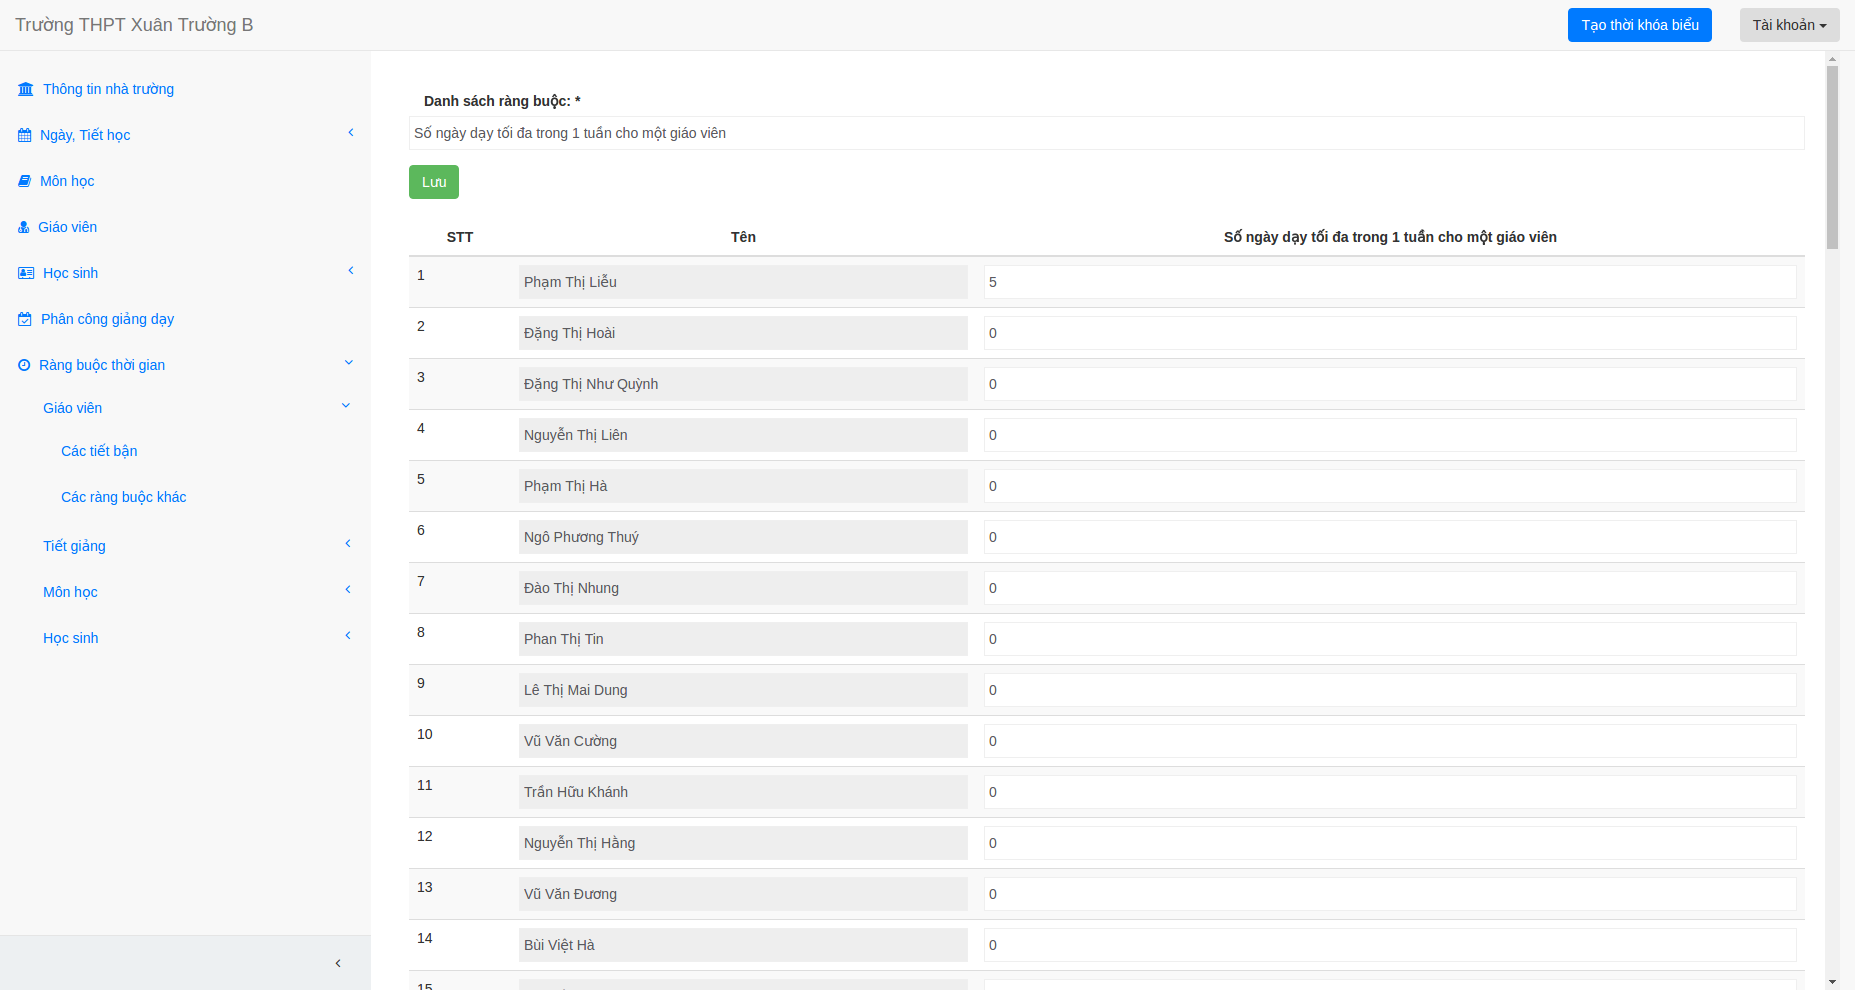 Trường THPT Xuân Trường B
Tạo thời khóa biểu
Tài khoản
Thông tin nhà trường
Ngày, Tiết học
Môn học
Giáo viên
Học sinh
Phân công giảng dạy
Ràng buộc thời gian
Giáo viên
Các tiết bận
Các ràng buộc khác
Tiết giảng
Môn học
Học sinh
Danh sách ràng buộc: *
Số ngày dạy tối đa trong 1 tuần cho một giáo viên
Lưu
STT Tên Số ngày dạy tối đa trong 1 tuần cho một giáo viên
1 Phạm Thị Liễu 5
2 Đặng Thị Hoài 0
3 Đặng Thị Như Quỳnh 0
4 Nguyễn Thị Liên 0
5 Phạm Thị Hà 0
6 Ngô Phương Thuý 0
7 Đào Thị Nhung 0
8 Phan Thị Tin 0
9 Lê Thị Mai Dung 0
10 Vũ Văn Cường 0
11 Trần Hữu Khánh 0
12 Nguyễn Thị Hằng 0
13 Vũ Văn Đương 0
14 Bùi Việt Hà 0
15